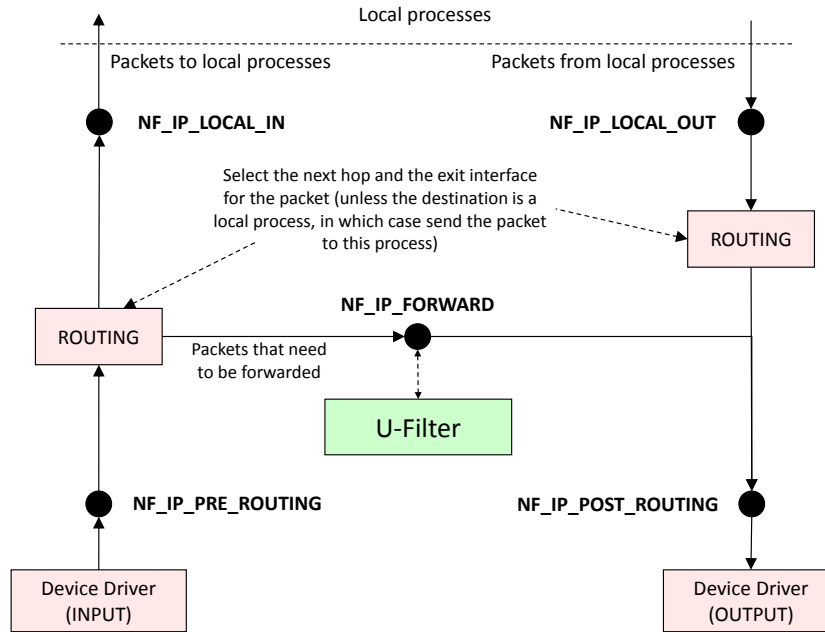 Local processes
Packets to local processes
Packets from local processes
NF_IP_LOCAL_IN
NF_IP_LOCAL_OUT
Select the next hop and the exit interface
for the packet (unless the destination is a
local process, in which case send the packet
to this process)
ROUTING
NF_IP_FORWARD
ROUTING
Packets that need
to be forwarded
U-Filter
NF_IP_PRE_ROUTING
NF_IP_POST_ROUTING
Device Driver
(INPUT)
Device Driver
(OUTPUT)